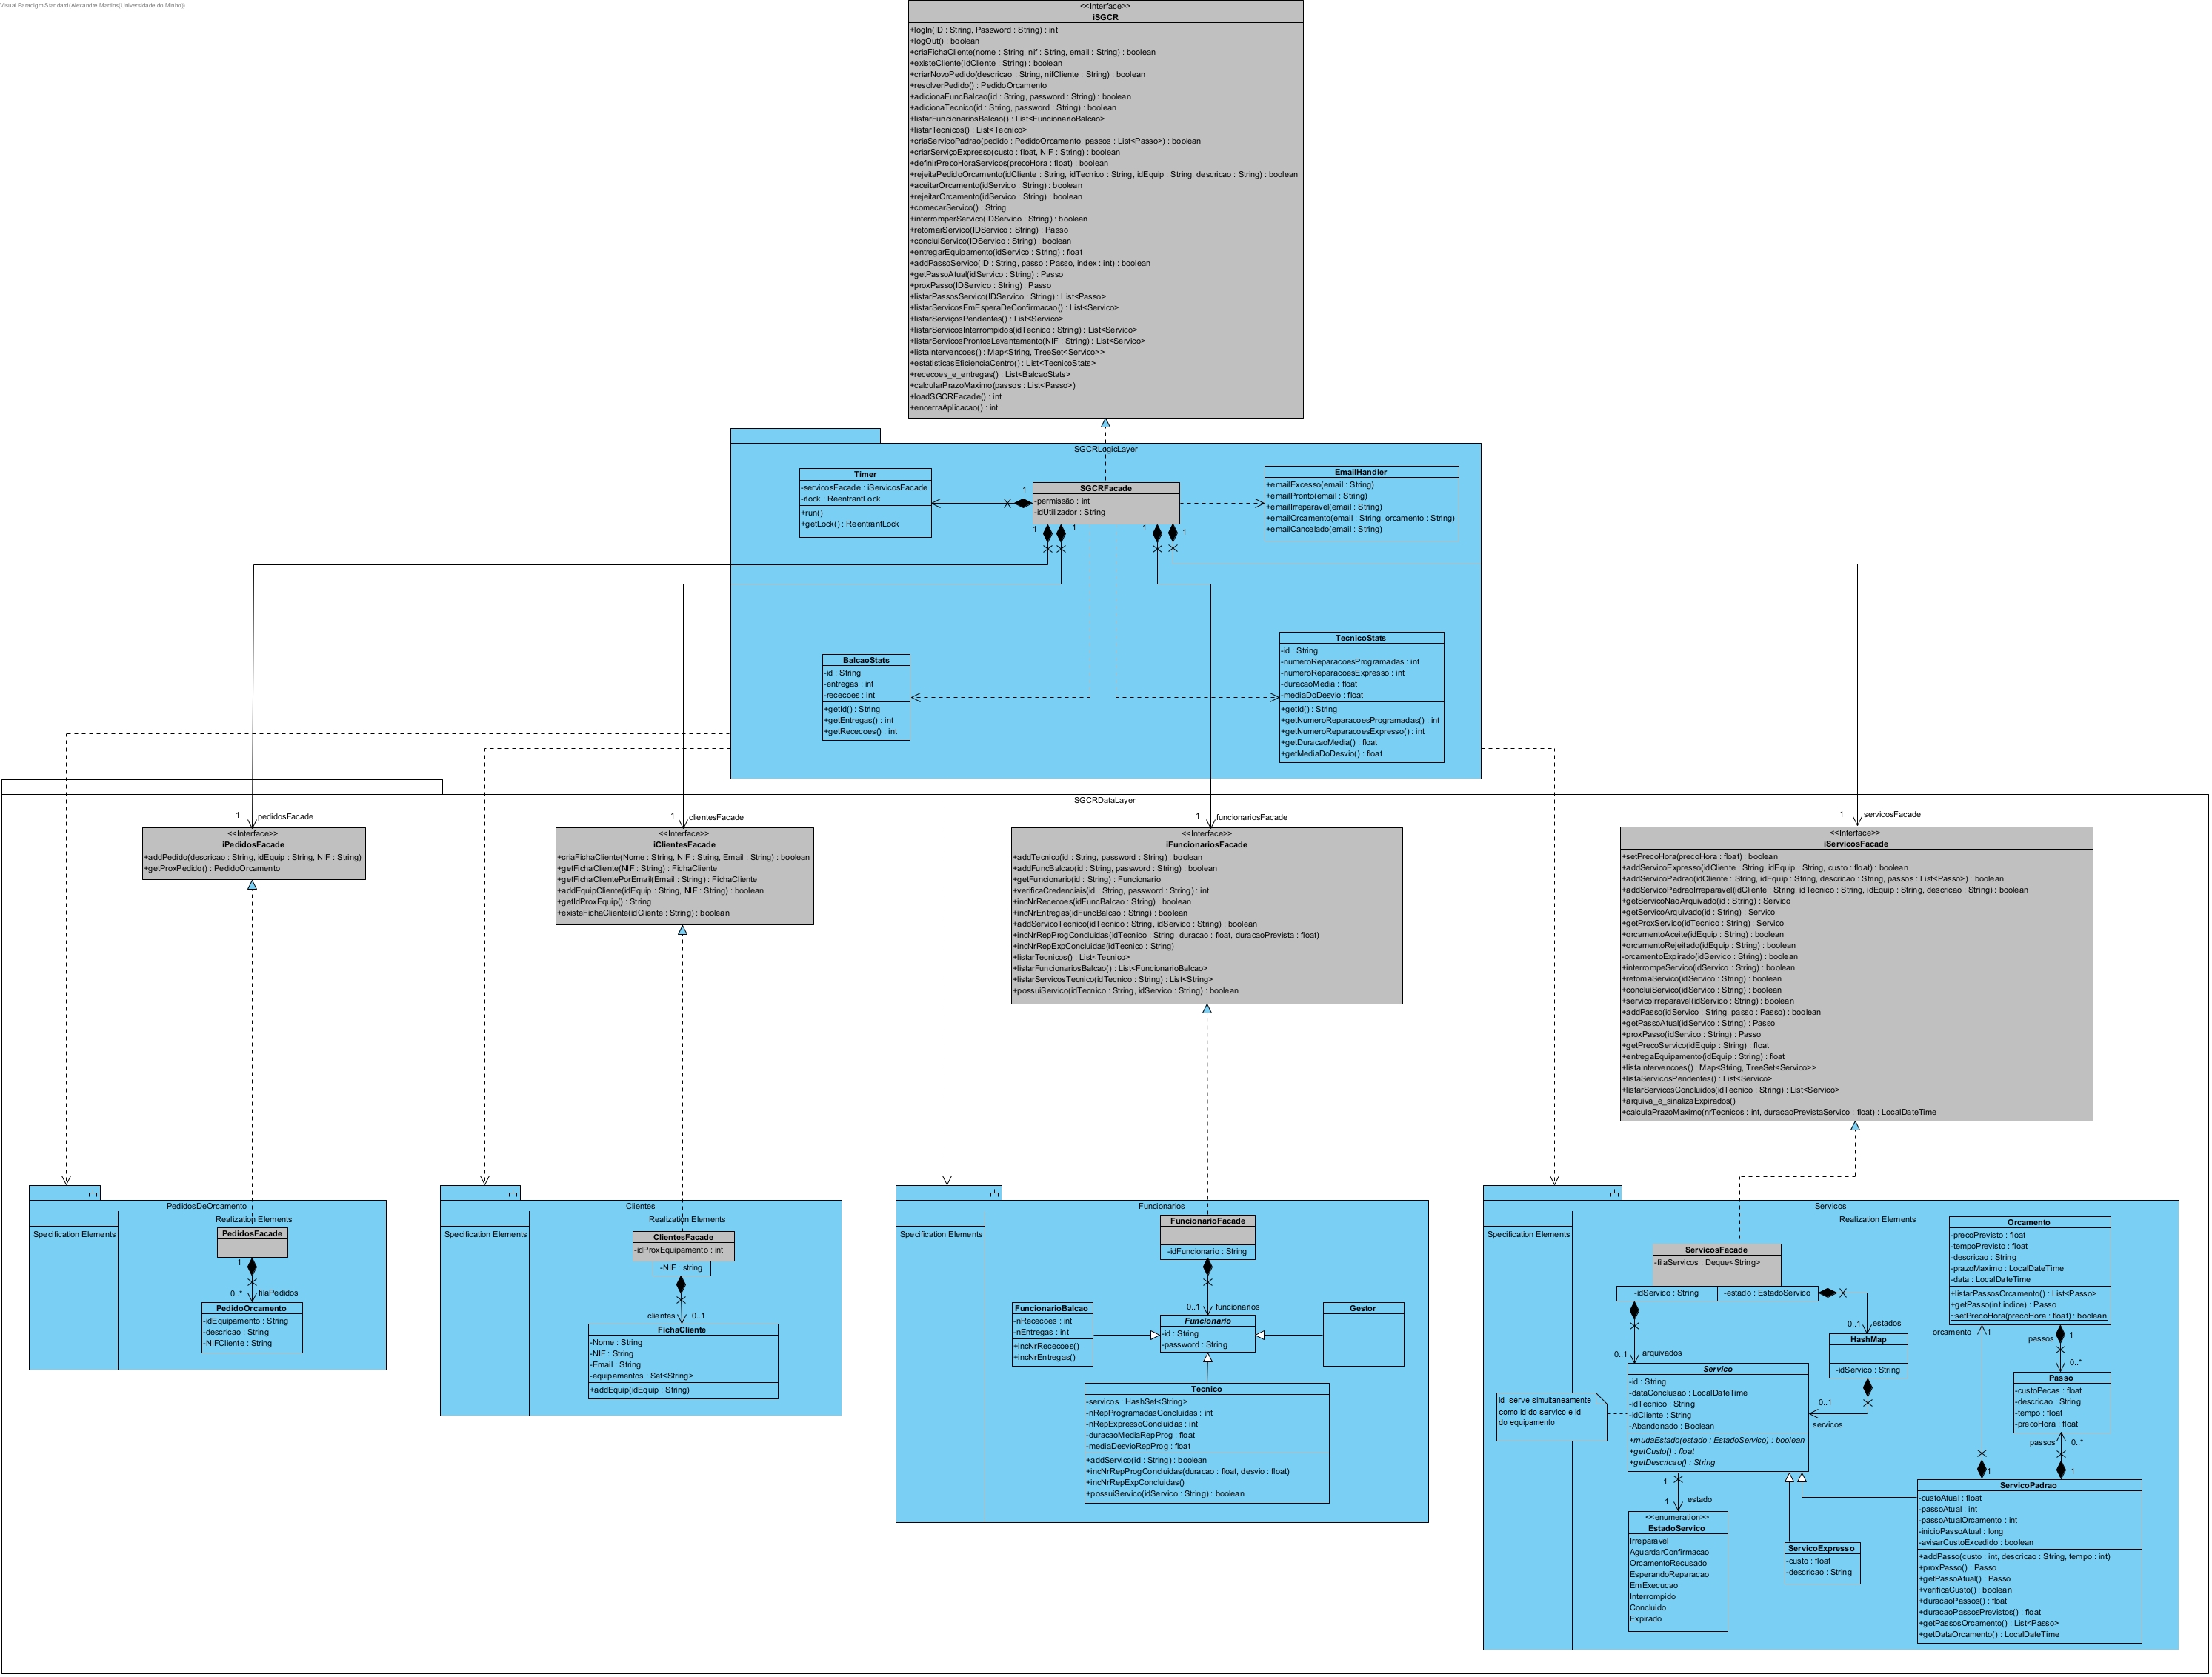 Visual Paradigm Standard(Alexandre Martins(Universidade do Minho))
<<Interface>>
iSGCR
+logIn(ID : String, Password : String) : int
+logOut() : boolean
+criaFichaCliente(nome : String, nif : String, email : String) : boolean
+existeCliente(idCliente : String) : boolean
+criarNovoPedido(descricao : String, nifCliente : String) : boolean
+resolverPedido() : PedidoOrcamento
+adicionaFuncBalcao(id : String, password : String) : boolean
+adicionaTecnico(id : String, password : String) : boolean
+listarFuncionariosBalcao() : List<FuncionarioBalcao>
+listarTecnicos() : List<Tecnico>
+criaServicoPadrao(pedido : PedidoOrcamento, passos : List<Passo>) : boolean
+criarServiçoExpresso(custo : float, NIF : String) : boolean
+definirPrecoHoraServicos(precoHora : float) : boolean
+rejeitaPedidoOrcamento(idCliente : String, idTecnico : String, idEquip : String, descricao : String) : boolean
+aceitarOrcamento(idServico : String) : boolean
+rejeitarOrcamento(idServico : String) : boolean
+comecarServico() : String
+interromperServico(IDServico : String) : boolean
+retomarServico(IDServico : String) : Passo
+concluiServico(IDServico : String) : boolean
+entregarEquipamento(idServico : String) : float
+addPassoServico(ID : String, passo : Passo, index : int) : boolean
+getPassoAtual(idServico : String) : Passo
+proxPasso(IDServico : String) : Passo
+listarPassosServico(IDServico : String) : List<Passo>
+listarServicosEmEsperaDeConfirmacao() : List<Servico>
+listarServiçosPendentes() : List<Servico>
+listarServicosInterrompidos(idTecnico : String) : List<Servico>
+listarServicosProntosLevantamento(NIF : String) : List<Servico>
+listaIntervencoes() : Map<String, TreeSet<Servico>>
+estatisticasEficienciaCentro() : List<TecnicoStats>
+rececoes_e_entregas() : List<BalcaoStats>
+calcularPrazoMaximo(passos : List<Passo>)
+loadSGCRFacade() : int
+encerraAplicacao() : int
SGCRLogicLayer
Timer
-servicosFacade : iServicosFacade
-rlock : ReentrantLock
+run()
+getLock() : ReentrantLock
1
SGCRFacade
-permissão : int
-idUtilizador : String
1
1
1
1
EmailHandler
+emailExcesso(email : String)
+emailPronto(email : String)
+emailIrreparavel(email : String)
+emailOrcamento(email : String, orcamento : String)
+emailCancelado(email : String)
BalcaoStats
-id : String
-entregas : int
-rececoes : int
+getId() : String
+getEntregas() : int
+getRececoes() : int
TecnicoStats
-id : String
-numeroReparacoesProgramadas : int
-numeroReparacoesExpresso : int
-duracaoMedia : float
-mediaDoDesvio : float
+getId() : String
+getNumeroReparacoesProgramadas() : int
+getNumeroReparacoesExpresso() : int
+getDuracaoMedia() : float
+getMediaDoDesvio() : float
SGCRDataLayer
1 pedidosFacade
<<Interface>>
iPedidosFacade
+addPedido(descricao : String, idEquip : String, NIF : String)
+getProxPedido() : PedidoOrcamento
1 clientesFacade
<<Interface>>
iClientesFacade
+criaFichaCliente(Nome : String, NIF : String, Email : String) : boolean
+getFichaCliente(NIF : String) : FichaCliente
+getFichaClientePorEmail(Email : String) : FichaCliente
+addEquipCliente(idEquip : String, NIF : String) : boolean
+getIdProxEquip() : String
+existeFichaCliente(idCliente : String) : boolean
1 funcionariosFacade
<<Interface>>
iFuncionariosFacade
+addTecnico(id : String, password : String) : boolean
+addFuncBalcao(id : String, password : String) : boolean
+getFuncionario(id : String) : Funcionario
+verificaCredenciais(id : String, password : String) : int
+incNrRececoes(idFuncBalcao : String) : boolean
+incNrEntregas(idFuncBalcao : String) : boolean
+addServicoTecnico(idTecnico : String, idServico : String) : boolean
+incNrRepProgConcluidas(idTecnico : String, duracao : float, duracaoPrevista : float)
+incNrRepExpConcluidas(idTecnico : String)
+listarTecnicos() : List<Tecnico>
+listarFuncionariosBalcao() : List<FuncionarioBalcao>
+listarServicosTecnico(idTecnico : String) : List<String>
+possuiServico(idTecnico : String, idServico : String) : boolean
1 servicosFacade
<<Interface>>
iServicosFacade
+setPrecoHora(precoHora : float) : boolean
+addServicoExpresso(idCliente : String, idEquip : String, custo : float) : boolean
+addServicoPadrao(idCliente : String, idEquip : String, descricao : String, passos : List<Passo>) : boolean
+addServicoPadraoIrreparavel(idCliente : String, idTecnico : String, idEquip : String, descricao : String) : boolean
+getServicoNaoArquivado(id : String) : Servico
+getServicoArquivado(id : String) : Servico
+getProxServico(idTecnico : String) : Servico
+orcamentoAceite(idEquip : String) : boolean
+orcamentoRejeitado(idEquip : String) : boolean
-orcamentoExpirado(idServico : String) : boolean
+interrompeServico(idServico : String) : boolean
+retomaServico(idServico : String) : boolean
+concluiServico(idServico : String) : boolean
+servicoIrreparavel(idServico : String) : boolean
+addPasso(idServico : String, passo : Passo) : boolean
+getPassoAtual(idServico : String) : Passo
+proxPasso(idServico : String) : Passo
+getPrecoServico(idEquip : String) : float
+entregaEquipamento(idEquip : String) : float
+listaIntervencoes() : Map<String, TreeSet<Servico>>
+listaServicosPendentes() : List<Servico>
+listarServicosConcluidos(idTecnico : String) : List<Servico>
+arquiva_e_sinalizaExpirados()
+calculaPrazoMaximo(nrTecnicos : int, duracaoPrevistaServico : float) : LocalDateTime
PedidosDeOrcamento
Specification Elements
Realization Elements
PedidosFacade
1
0..* filaPedidos
PedidoOrcamento
-idEquipamento : String
-descricao : String
-NIFCliente : String
Clientes
Specification Elements
Realization Elements
ClientesFacade
-idProxEquipamento : int
-NIF : string
clientes 0..1
FichaCliente
-Nome : String
-NIF : String
-Email : String
-equipamentos : Set<String>
+addEquip(idEquip : String)
Funcionarios
Specification Elements
Realization Elements
FuncionarioFacade
-idFuncionario : String
0..1 funcionarios
FuncionarioBalcao
-nRececoes : int
-nEntregas : int
+incNrRececoes()
+incNrEntregas()
Funcionario
-id : String
-password : String
Gestor
Tecnico
-servicos : HashSet<String>
-nRepProgramadasConcluidas : int
-nRepExpressoConcluidas : int
-duracaoMediaRepProg : float
-mediaDesvioRepProg : float
+addServico(id : String) : boolean
+incNrRepProgConcluidas(duracao : float, desvio : float)
+incNrRepExpConcluidas()
+possuiServico(idServico : String) : boolean
Servicos
Specification Elements
Realization Elements
ServicosFacade
-filaServicos : Deque<String>
-idServico : String
-estado : EstadoServico
0..1 estados
HashMap
-idServico : String
0..1
servicos
0..1 arquivados
Servico
-id : String
-dataConclusao : LocalDateTime
-idTecnico : String
-idCliente : String
-Abandonado : Boolean
+mudaEstado(estado : EstadoServico) : boolean
+getCusto() : float
+getDescricao() : String
id serve simultaneamente
como id do servico e id
do equipamento
1
1 estado
<<enumeration>>
EstadoServico
Irreparavel
AguardarConfirmacao
OrcamentoRecusado
EsperandoReparacao
EmExecucao
Interrompido
Concluido
Expirado
Orcamento
-precoPrevisto : float
-tempoPrevisto : float
-descricao : String
-prazoMaximo : LocalDateTime
-data : LocalDateTime
+listarPassosOrcamento() : List<Passo>
+getPasso(int indice) : Passo
~setPrecoHora(precoHora : float) : boolean
orcamento 1
passos 1
0..*
Passo
-custoPecas : float
-descricao : String
-tempo : float
-precoHora : float
passos 0..*
1
1
ServicoExpresso
-custo : float
-descricao : String
ServicoPadrao
-custoAtual : float
-passoAtual : int
-passoAtualOrcamento : int
-inicioPassoAtual : long
-avisarCustoExcedido : boolean
+addPasso(custo : int, descricao : String, tempo : int)
+proxPasso() : Passo
+getPassoAtual() : Passo
+verificaCusto() : boolean
+duracaoPassos() : float
+duracaoPassosPrevistos() : float
+getPassosOrcamento() : List<Passo>
+getDataOrcamento() : LocalDateTime